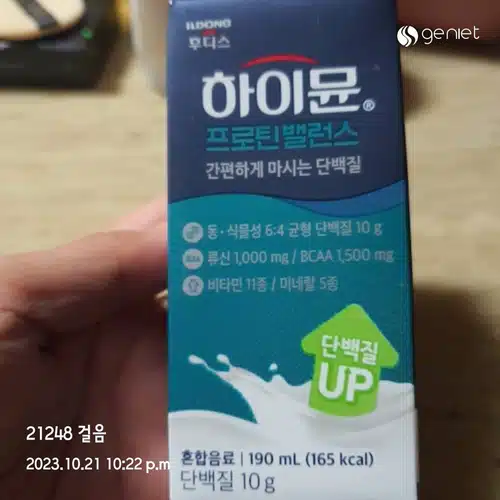 geniet
ILDONG
후디스
하이뮨®
프로틴밸런스
간편하게 마시는 단백질
동·식물성 6:4 균형 단백질 10 g
류신 1,000 mg / BCAA 1,500 mg
비타민 11종 / 미네랄 5종
단백질
UP
21248 걸음
2023.10.21 10:22 p.m
혼합음료 190 mL (165 kcal)
단백질 10 g